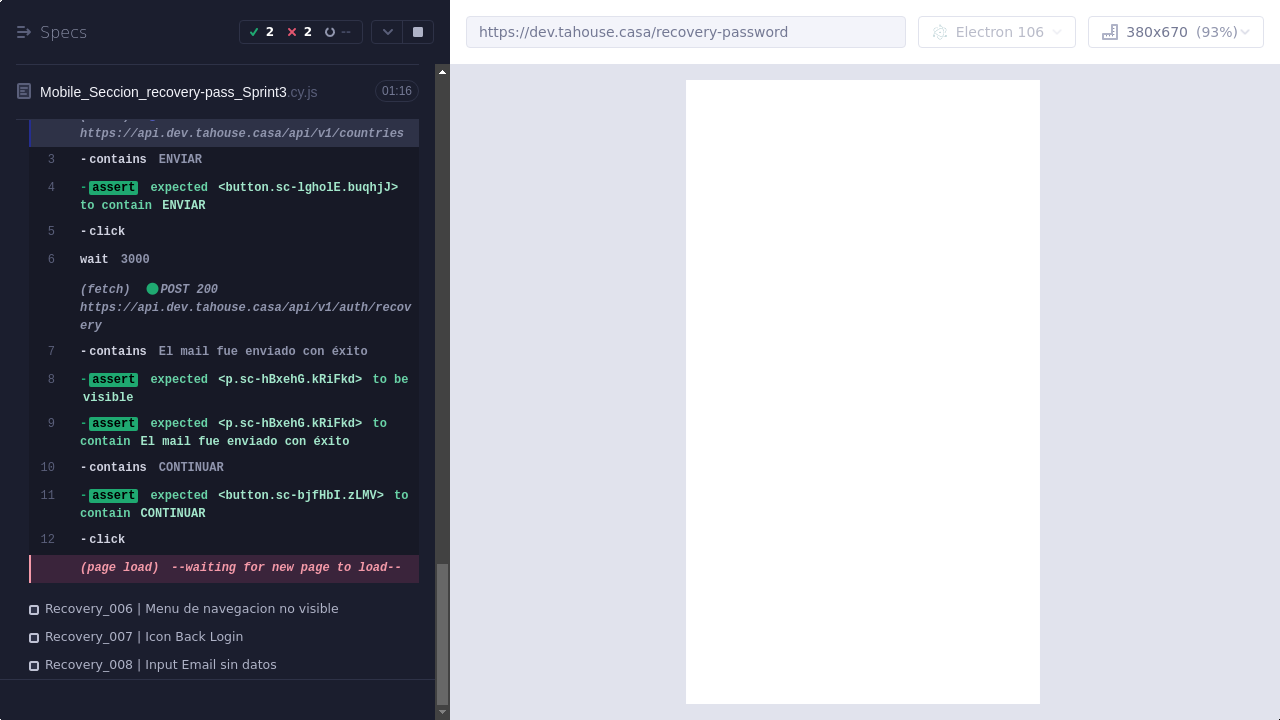 Specs
2
2
--
https://dev.tahouse.casa/recovery-password
Electron 106
380x670 (93%)
Mobile_Seccion_recovery-pass_Sprint3.cy.js
01:16
https://api.dev.tahouse.casa/api/v1/countries
3 -contains ENVIAR
4 -assert expected <button.sc-lgholE.buqhjJ>
to contain ENVIAR
5 -click
6 wait 3000
(fetch) POST 200
https://api.dev.tahouse.casa/api/v1/auth/recov
ery
7 -contains El mail fue enviado con éxito
8 -assert expected <p.sc-hBxehG.kRiFkd> to be
visible
9 -assert expected <p.sc-hBxehG.kRiFkd> to
contain El mail fue enviado con éxito
10 -contains CONTINUAR
11 -assert expected <button.sc-bjfHbI.zLMV> to
contain CONTINUAR
12 -click
(page load) --waiting for new page to load--
Recovery_006 | Menu de navegacion no visible
Recovery_007 | Icon Back Login
Recovery_008 | Input Email sin datos